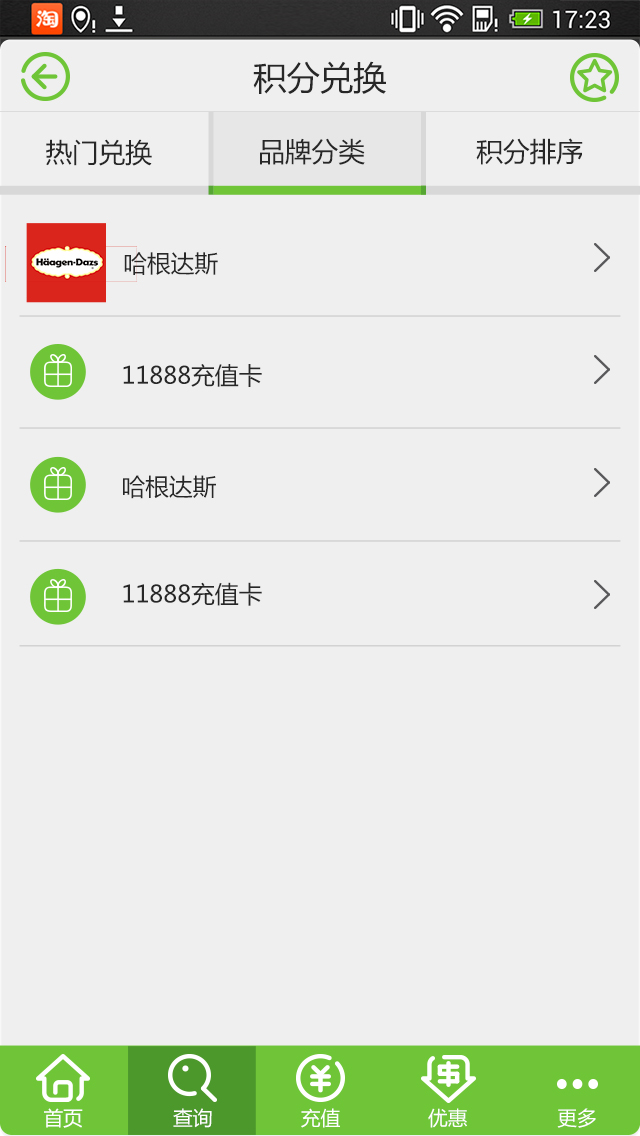 淘
17:23
积分兑换
热门兑换
品牌分类
积分排序
Häagen-Dazs
哈根达斯
11888充值卡
哈根达斯
11888充值卡
首页
查询
充值
优惠
更多